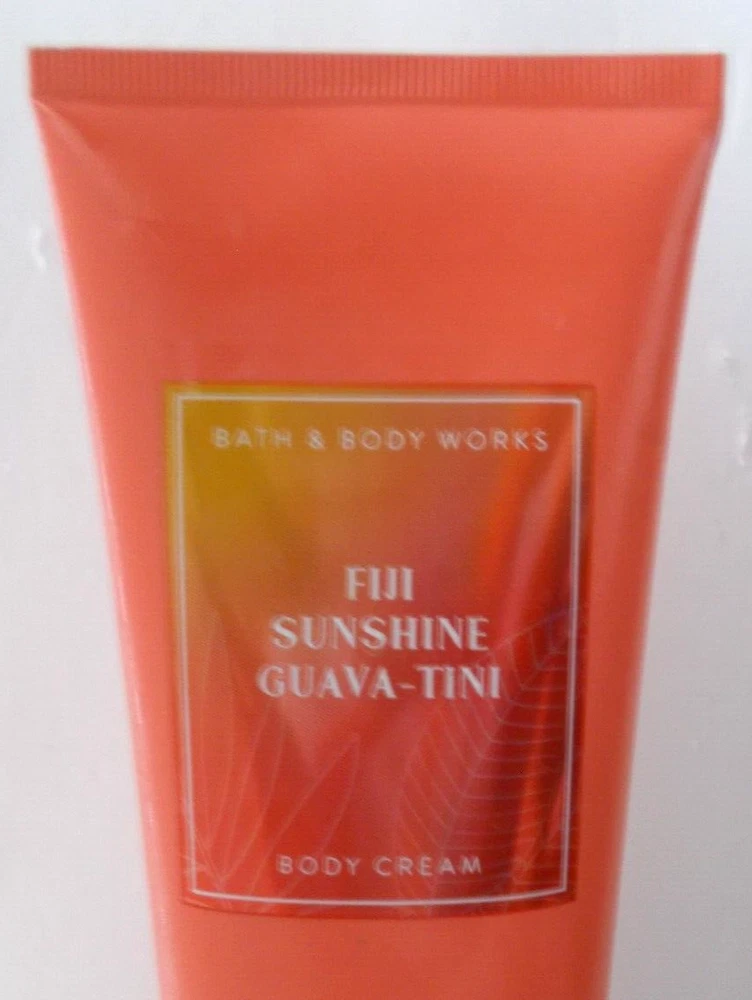 BATH & BODY WORKS
FIJI
SUNSHINE
GUAVA-TINI
BODY CREAM